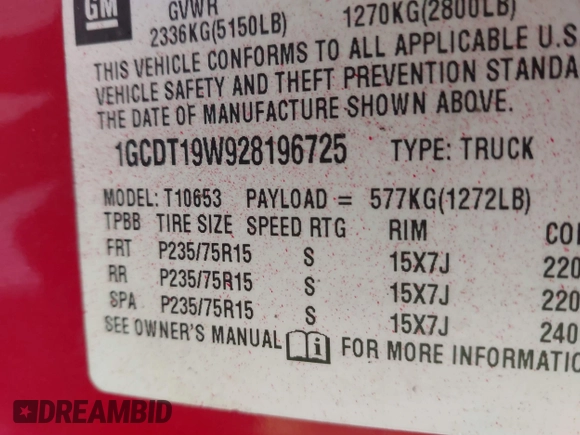 GM GVWR
2336KG(5150LB) 1270KG(2800LB)
THIS VEHICLE CONFORMS TO ALL APPLICABLE U.S
VEHICLE SAFETY AND THEFT PREVENTION STANDA
THE DATE OF MANUFACTURE SHOWN ABOVE.
1GCDT19W928196725 TYPE: TRUCK
MODEL: T10653 PAYLOAD = 577KG(1272LB)
TPBB TIRE SIZE SPEED RTG RIM CO
FRT P235/75R15 S 15X7J 220
RR P235/75R15 S 15X7J 220
SPA P235/75R15 S 15X7J 240
SEE OWNER'S MANUAL i FOR MORE INFORMATIO
DREAMBID